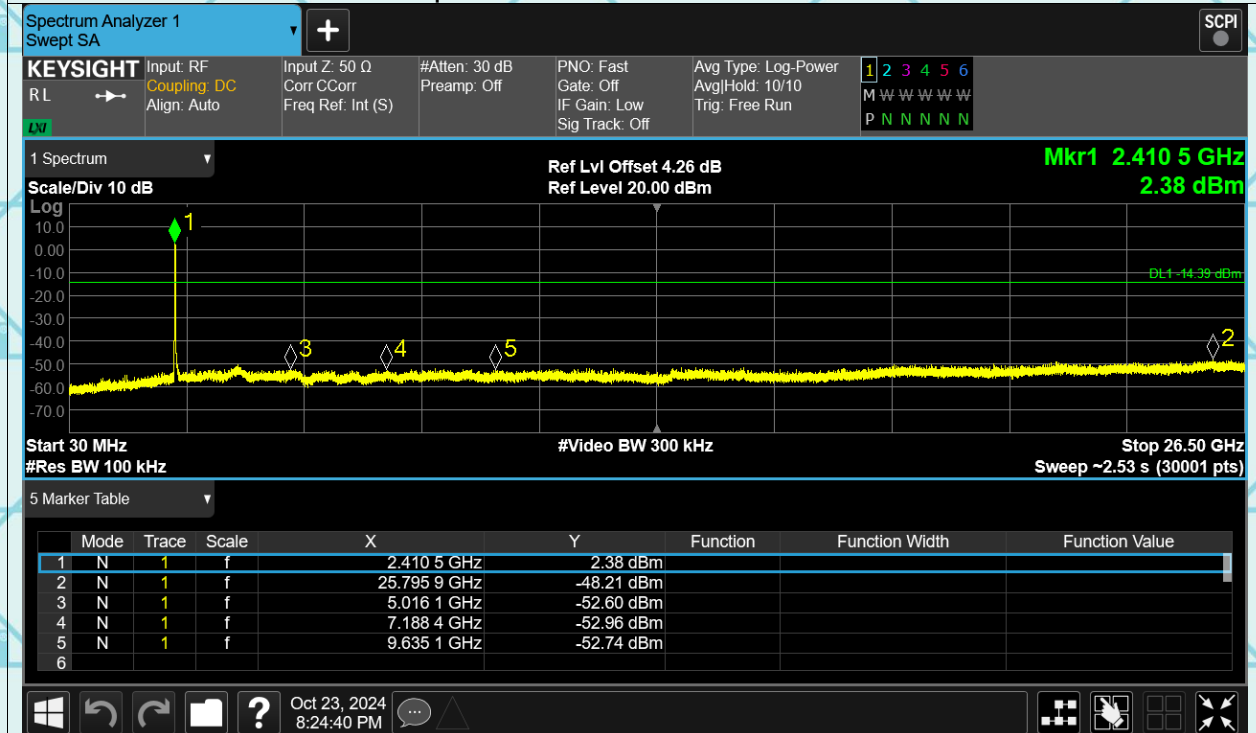 Spectrum Analyzer 1
Swept SA
+
SCPI
KEYSIGHT
R L
LXI
Input: RF
Coupling: DC
Align: Auto
Input Z: 50 Ω
Corr CCorr
Freq Ref: Int (S)
#Atten: 30 dB
Preamp: Off
PNO: Fast
Gate: Off
IF Gain: Low
Sig Track: Off
Avg Type: Log-Power
Avg|Hold: 10/10
Trig: Free Run
1 2 3 4 5 6
M W W W W W
P N N N N N
1 Spectrum
Scale/Div 10 dB
Ref Lvl Offset 4.26 dB
Ref Level 20.00 dBm
Mkr1 2.410 5 GHz
2.38 dBm
Log
10.0
0.00
-10.0
-20.0
-30.0
-40.0
-50.0
-60.0
-70.0
1
DL1 -14.39 dBm
3
4
5
2
Start 30 MHz
#Res BW 100 kHz
#Video BW 300 kHz
Stop 26.50 GHz
Sweep ~2.53 s (30001 pts)
5 Marker Table
Mode Trace Scale X Y Function Function Width Function Value
1 N 1 f 2.410 5 GHz 2.38 dBm
2 N 1 f 25.795 9 GHz -48.21 dBm
3 N 1 f 5.016 1 GHz -52.60 dBm
4 N 1 f 7.188 4 GHz -52.96 dBm
5 N 1 f 9.635 1 GHz -52.74 dBm
6
?
Oct 23, 2024
8:24:40 PM